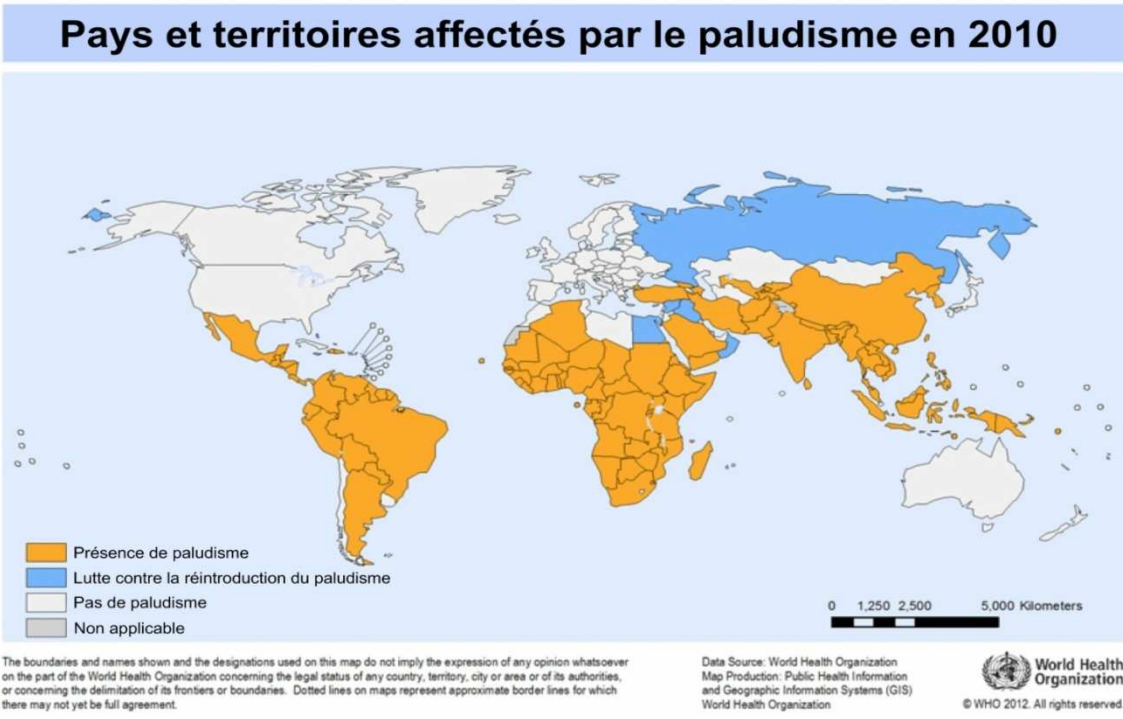 Pays et territoires affectés par le paludisme en 2010
Présence de paludisme
Lutte contre la réintroduction du paludisme
Pas de paludisme
Non applicable
0 1,250 2,500 5,000 Kilometers
The boundaries and names shown and the designations used on this map do not imply the expression of any opinion whatsoever
on the part of the World Health Organization concerning the legal status of any country, territory, city or area or of its authorities,
or concerning the delimitation of its frontiers or boundaries. Dotted lines on maps represent approximate border lines for which
there may not yet be full agreement.
Data Source: World Health Organization
Map Production: Public Health Information
and Geographic Information Systems (GIS)
World Health Organization
World Health
Organization
© WHO 2012. All rights reserved.